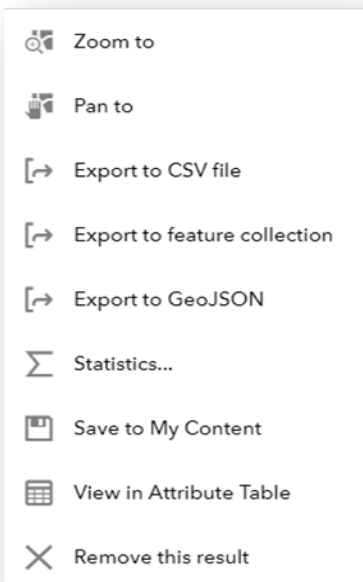 Zoom to
Pan to
Export to CSV file
Export to feature collection
Export to GeoJSON
Statistics...
Save to My Content
View in Attribute Table
Remove this result